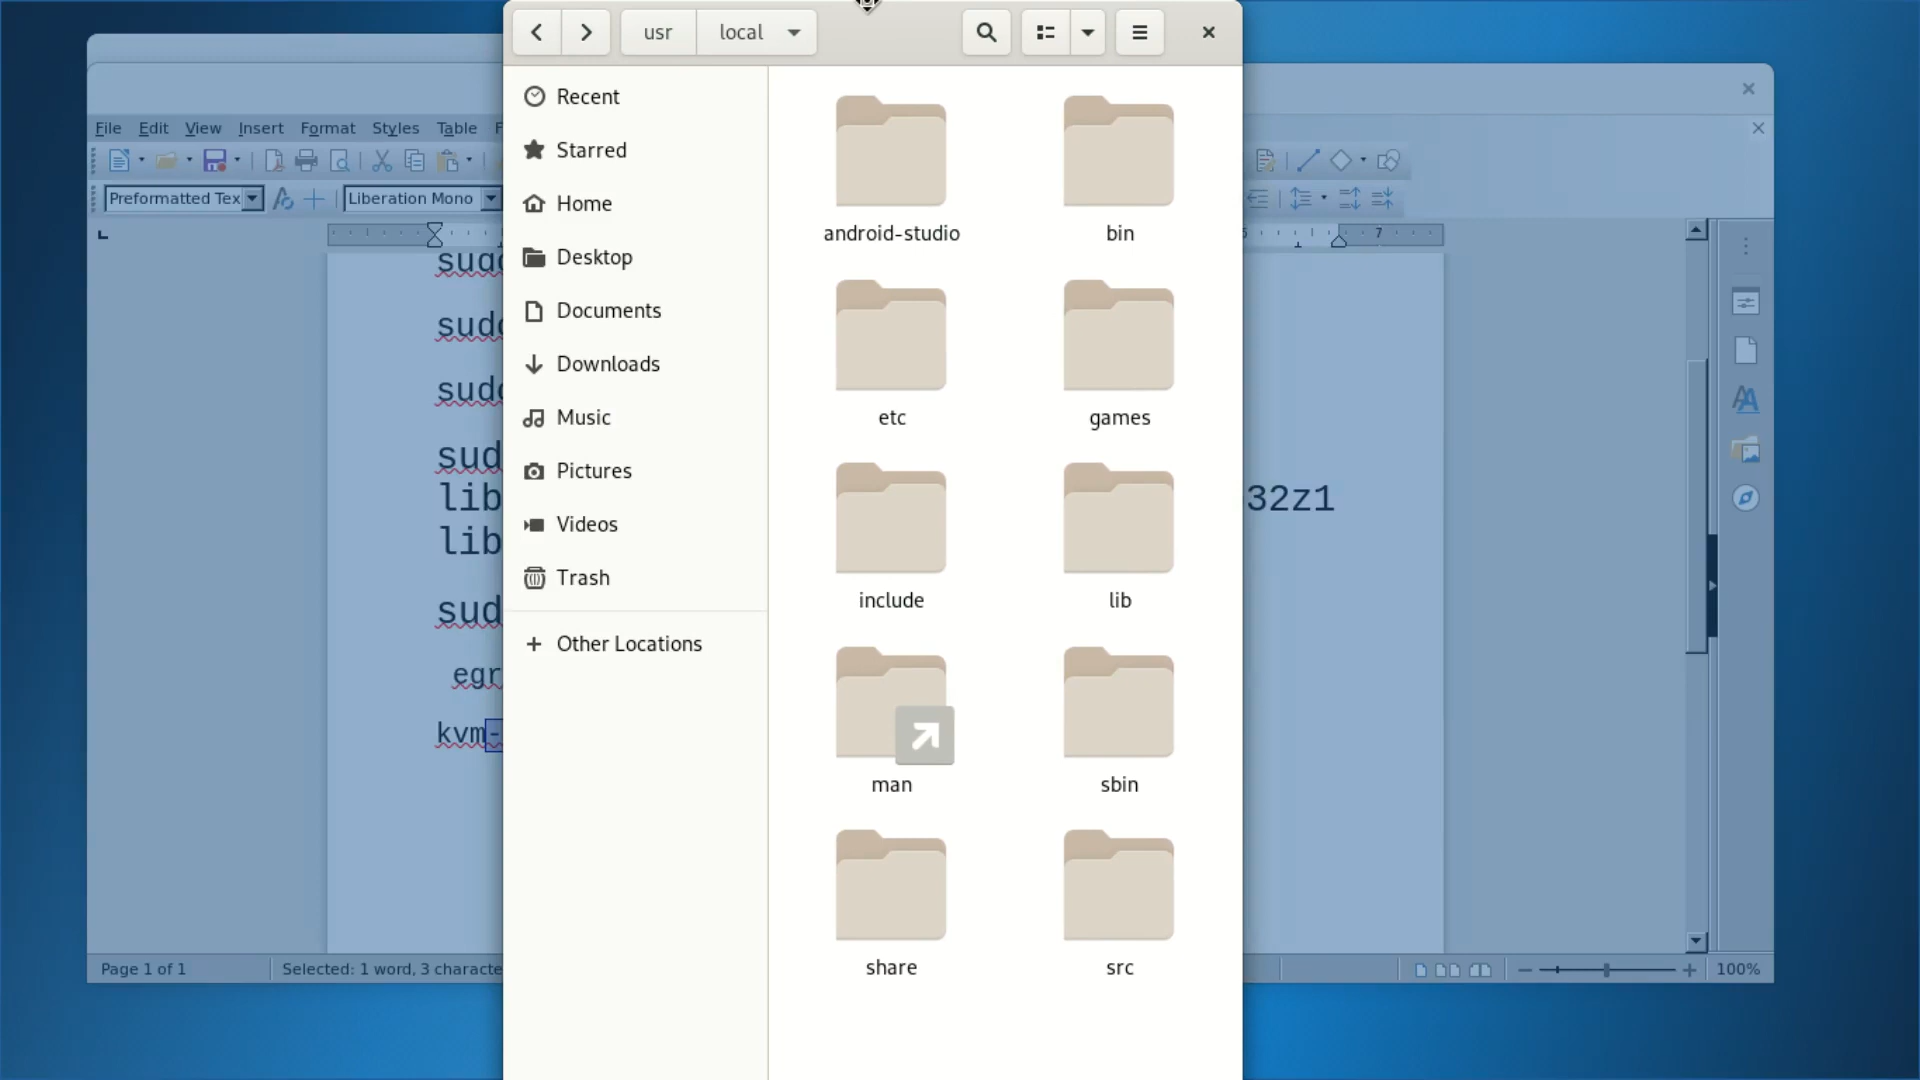 usr local
Recent
Starred
Home
Desktop
Documents
Downloads
Music
Pictures
Videos
Trash
Other Locations
android-studio bin
etc games
include lib
man sbin
share src
File Edit View Insert Format Styles Table
Preformatted Tex Liberation Mono
7
sud
lib 32z1
lib
sud
egr
kvm-
Page 1 of 1 Selected: 1 word, 3 characte 100%